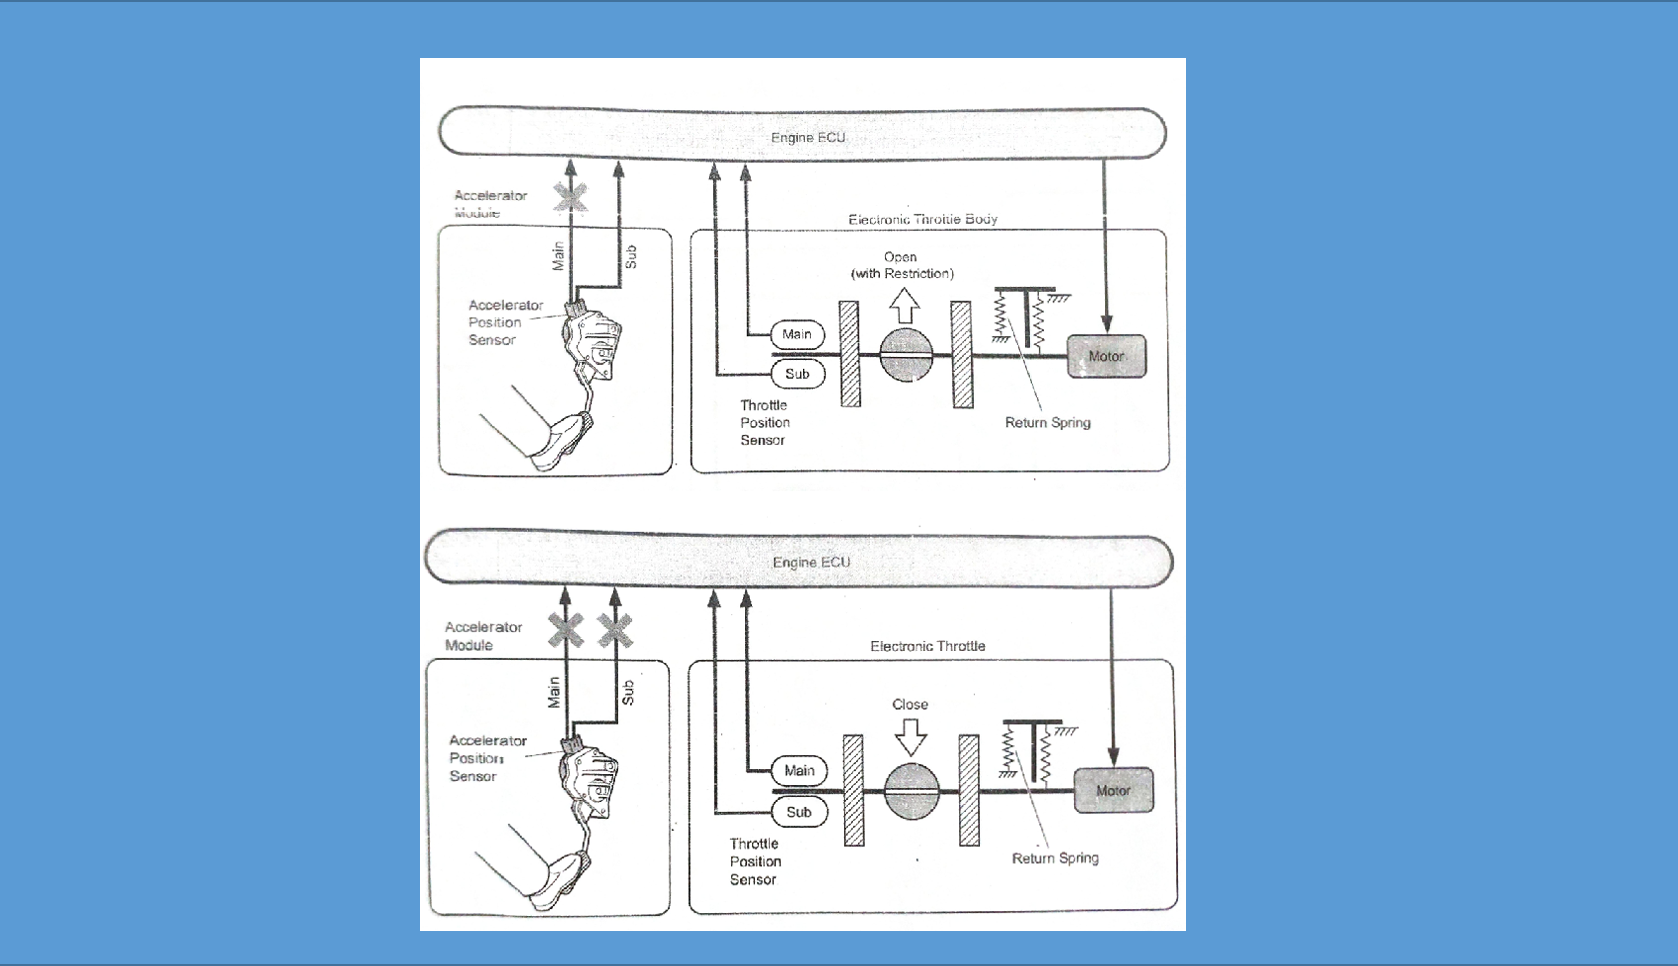 Engine ECU
Accelerator
Module
Electronic Throttle Body
Main
Sub
Open
(with Restriction)
Accelerator
Position
Sensor
Main
Sub
Motor
Throttle
Position
Sensor
Return Spring
Engine ECU
Accelerator
Module
Electronic Throttle
Main
Sub
Close
Accelerator
Position
Sensor
Main
Sub
Motor
Throttle
Position
Sensor
Return Spring